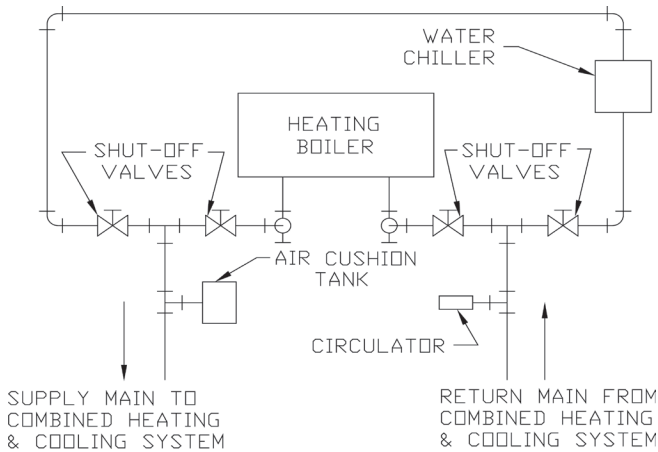 WATER
CHILLER
HEATING
BOILER
SHUT-OFF
VALVES
SHUT-OFF
VALVES
AIR CUSHION
TANK
CIRCULATOR
SUPPLY MAIN TO
COMBINED HEATING
& COOLING SYSTEM
RETURN MAIN FROM
COMBINED HEATING
& COOLING SYSTEM